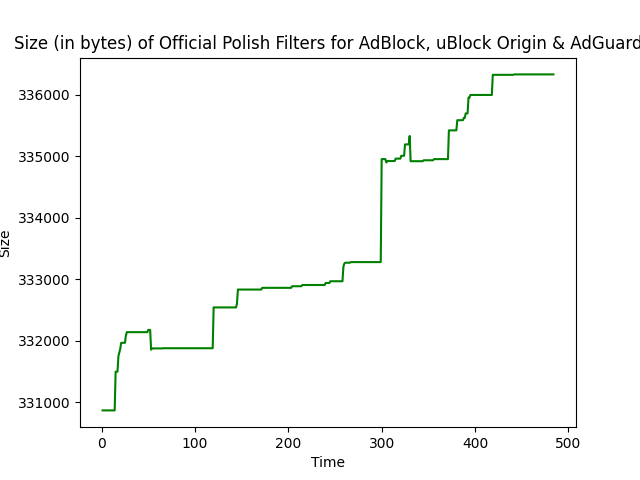 Size (in bytes) of Official Polish Filters for AdBlock, uBlock Origin & AdGuard
336000
335000
334000
333000
332000
331000
Size
0 100 200 300 400 500
Time